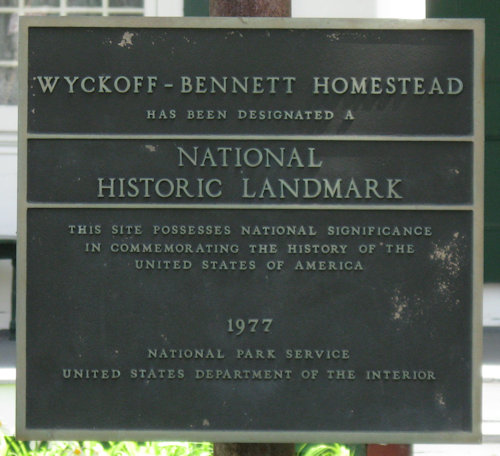 WYCKOFF-BENNETT HOMESTEAD
HAS BEEN DESIGNATED A
NATIONAL
HISTORIC LANDMARK
THIS SITE POSSESSES NATIONAL SIGNIFICANCE
IN COMMEMORATING THE HISTORY OF THE
UNITED STATES OF AMERICA
1977
NATIONAL PARK SERVICE
UNITED STATES DEPARTMENT OF THE INTERIOR